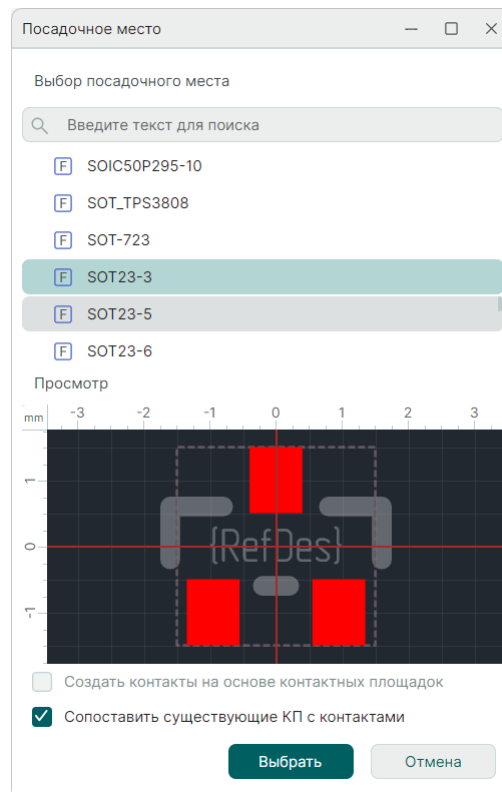 Посадочное место
Выбор посадочного места
Введите текст для поиска
F SOIC50P295-10
F SOT_TPS3808
F SOT-723
F SOT23-3
F SOT23-5
F SOT23-6
Просмотр
mm -3 -2 -1 0 1 2 3
1
0
-1
{RefDes}
Создать контакты на основе контактных площадок
Сопоставить существующие КП с контактами
Выбрать Отмена